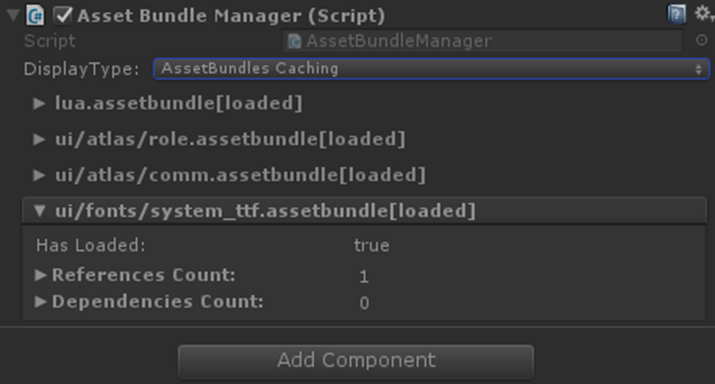 Asset Bundle Manager (Script)
Script AssetBundleManager
DisplayType: AssetBundles Caching
lua.assetbundle[loaded]
ui/atlas/role.assetbundle[loaded]
ui/atlas/comm.assetbundle[loaded]
ui/fonts/system_ttf.assetbundle[loaded]
Has Loaded: true
References Count: 1
Dependencies Count: 0
Add Component